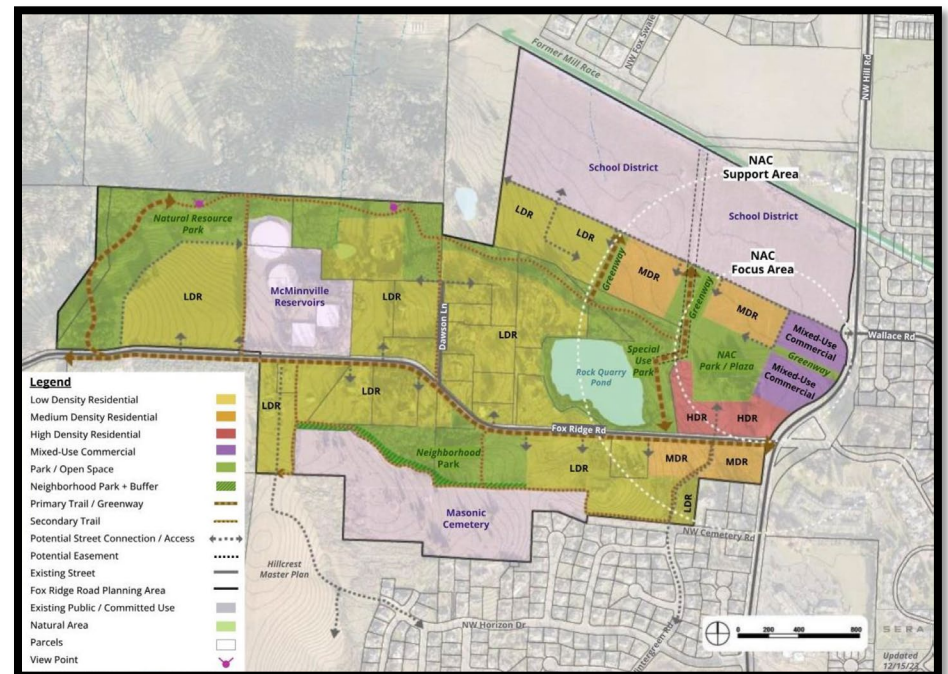 Former Mill Race
NW Fox Swale
NW Hill Rd
NAC
Support Area
School District
School District
LDR
LDR
NAC
Focus Area
Natural Resource
Park
Greenway
MDR
Greenway
MDR
LDR
McMinnville
Reservoirs
LDR
Dawson Ln
LDR
Mixed-Use
Commercial
Wallace Rd
Greenway
Mixed-Use
Commercial
Special
Use
Park
NAC
Park / Plaza
Rock Quarry
Pond
LDR
LDR
HDR
HDR
Fox Ridge Rd
Neighborhood
Park
LDR
MDR
MDR
LDR
Masonic
Cemetery
NW Cemetery Rd
Hillcrest
Master Plan
NW Horizon Dr
Legend
Low Density Residential
Medium Density Residential
High Density Residential
Mixed-Use Commercial
Park / Open Space
Neighborhood Park + Buffer
Primary Trail / Greenway
Secondary Trail
Potential Street Connection / Access
Potential Easement
Existing Street
Fox Ridge Road Planning Area
Existing Public / Committed Use
Natural Area
Parcels
View Point
0 200 400 800
SERA
Updated